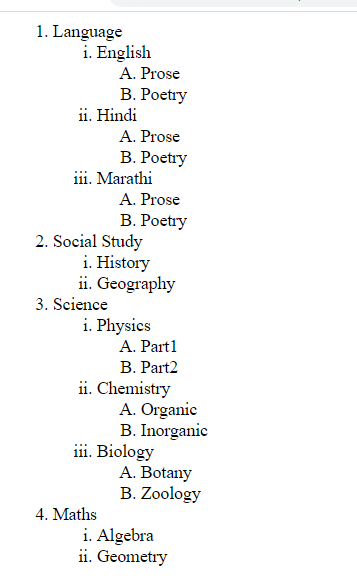 1. Language
i. English
A. Prose
B. Poetry
ii. Hindi
A. Prose
B. Poetry
iii. Marathi
A. Prose
B. Poetry
2. Social Study
i. History
ii. Geography
3. Science
i. Physics
A. Part1
B. Part2
ii. Chemistry
A. Organic
B. Inorganic
iii. Biology
A. Botany
B. Zoology
4. Maths
i. Algebra
ii. Geometry